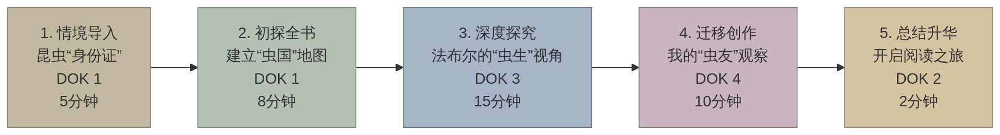 1. 情境导入
昆虫“身份证”
DOK 1
5分钟
2. 初探全书
建立“虫国”地图
DOK 1
8分钟
3. 深度探究
法布尔的“虫生”视角
DOK 3
15分钟
4. 迁移创作
我的“虫友”观察
DOK 4
10分钟
5. 总结升华
开启阅读之旅
DOK 2
2分钟